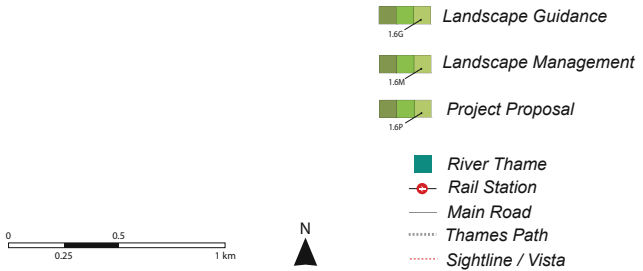 Landscape Guidance
1.6G
Landscape Management
1.6M
Project Proposal
1.6P
River Thame
Rail Station
Main Road
Thames Path
Sightline / Vista
N
0 0.5
0.25 1 km